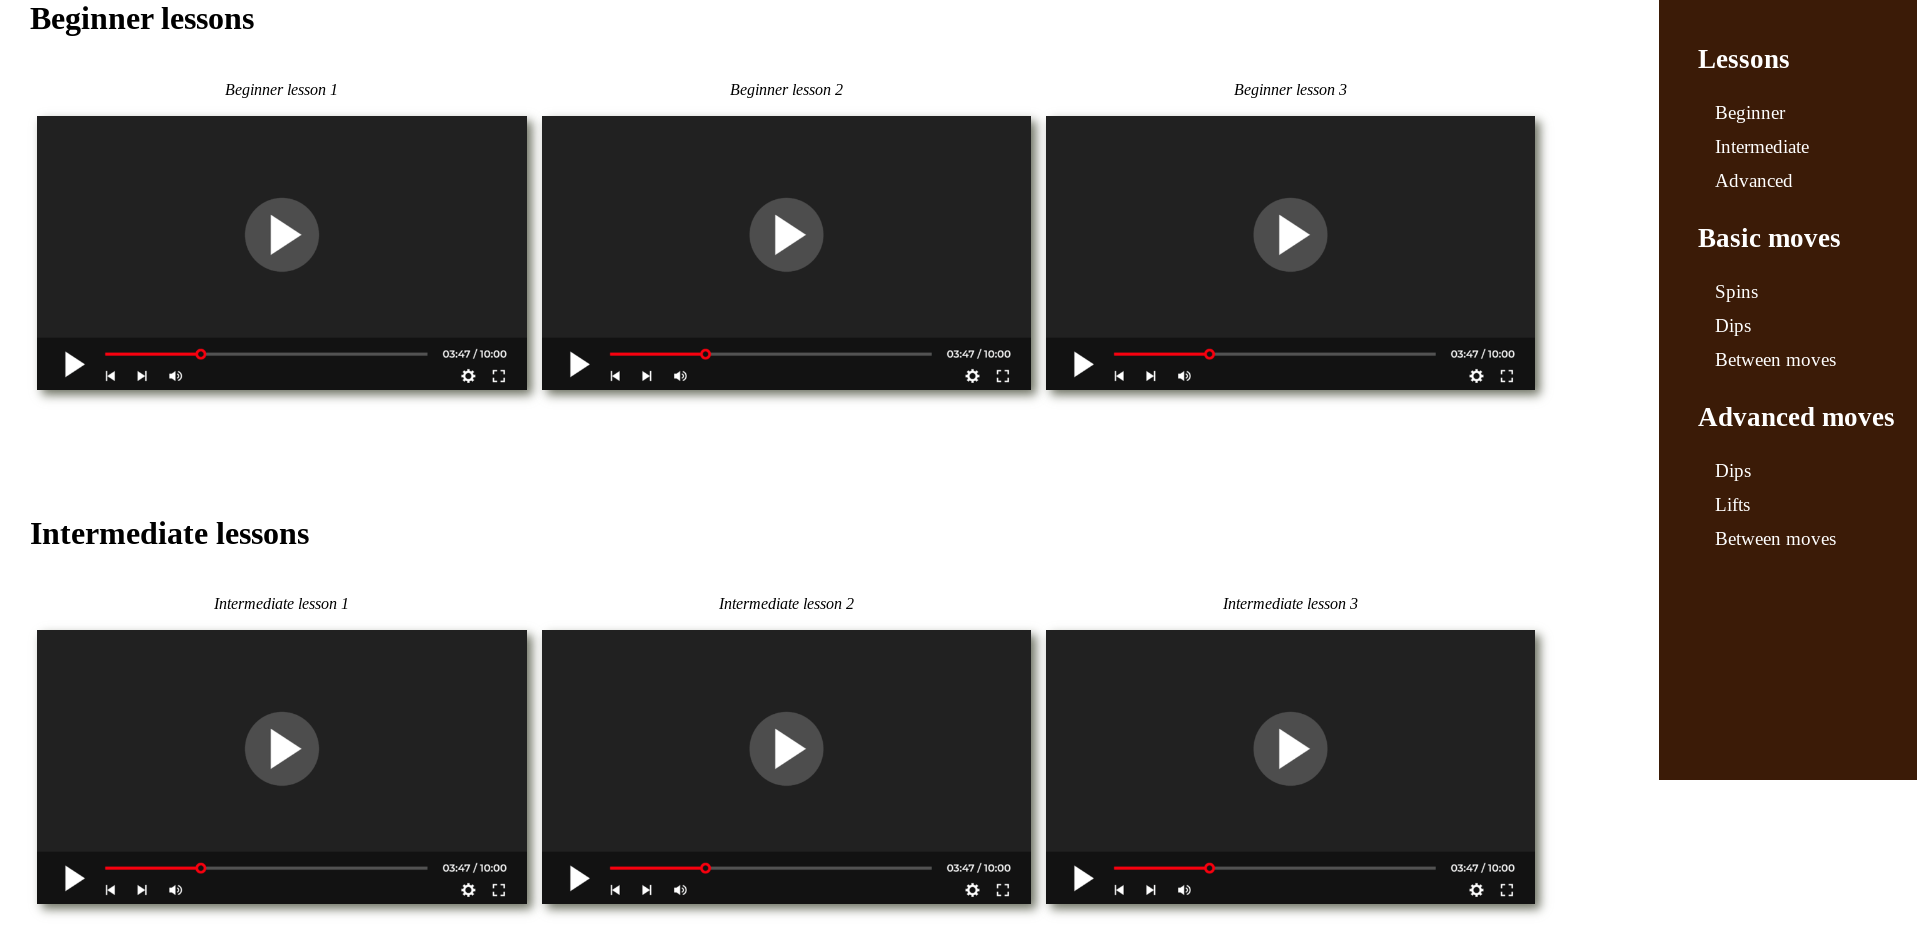 Beginner lessons
Beginner lesson 1
Beginner lesson 2
Beginner lesson 3
03:47 / 10:00
03:47 / 10:00
03:47 / 10:00
Intermediate lessons
Intermediate lesson 1
Intermediate lesson 2
Intermediate lesson 3
03:47 / 10:00
03:47 / 10:00
03:47 / 10:00
Lessons
Beginner
Intermediate
Advanced
Basic moves
Spins
Dips
Between moves
Advanced moves
Dips
Lifts
Between moves